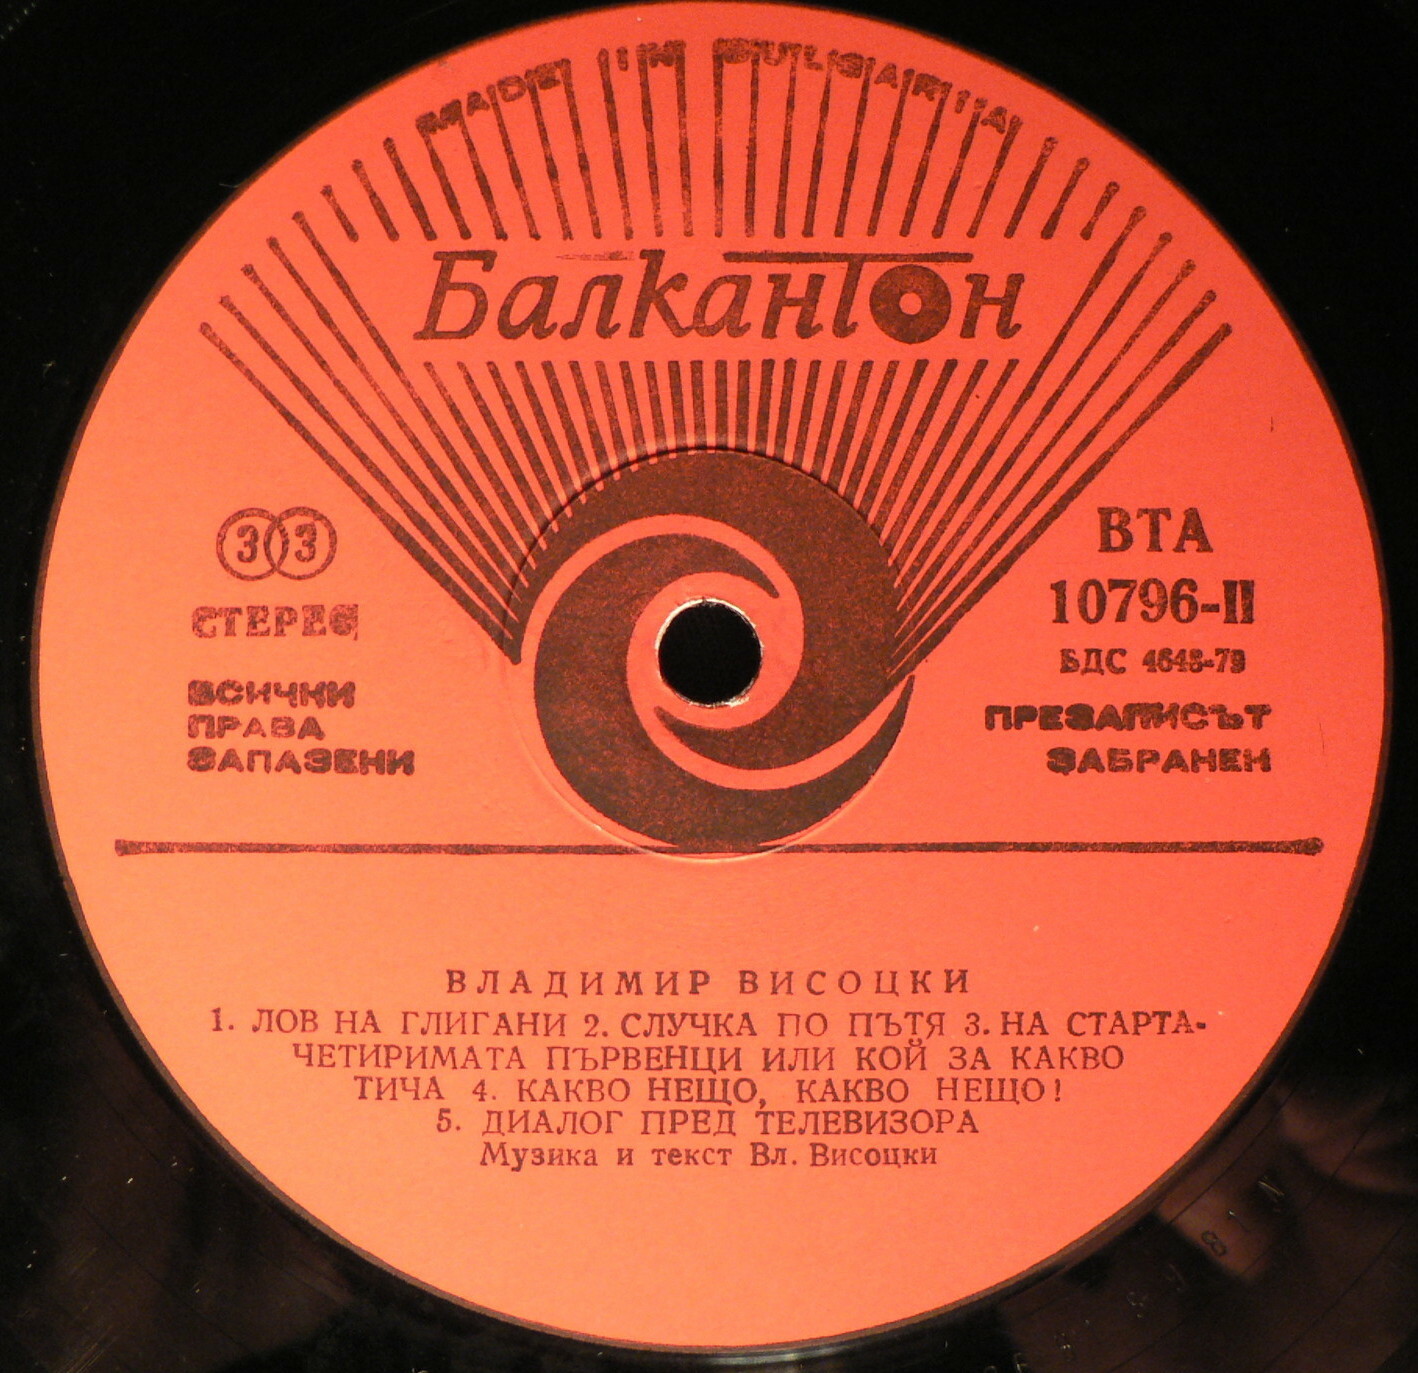 MADE IN BULGARIA
Балкантон
33
СТЕРЕО
ВСИЧКИ
ПРАВА
ЗАПАЗЕНИ
ВТА
10796-II
БДС 4648-79
ПРЕЗАПИСЪТ
ЗАБРАНЕН
ВЛАДИМИР ВИСОЦКИ
1. ЛОВ НА ГЛИГАНИ 2. СЛУЧКА ПО ПЪТЯ 3. НА СТАРТА-
ЧЕТИРИМАТА ПЪРВЕНЦИ ИЛИ КОЙ ЗА КАКВО
ТИЧА 4. КАКВО НЕЩО, КАКВО НЕЩО!
5. ДИАЛОГ ПРЕД ТЕЛЕВИЗОРА
Музика и текст Вл. Висоцки